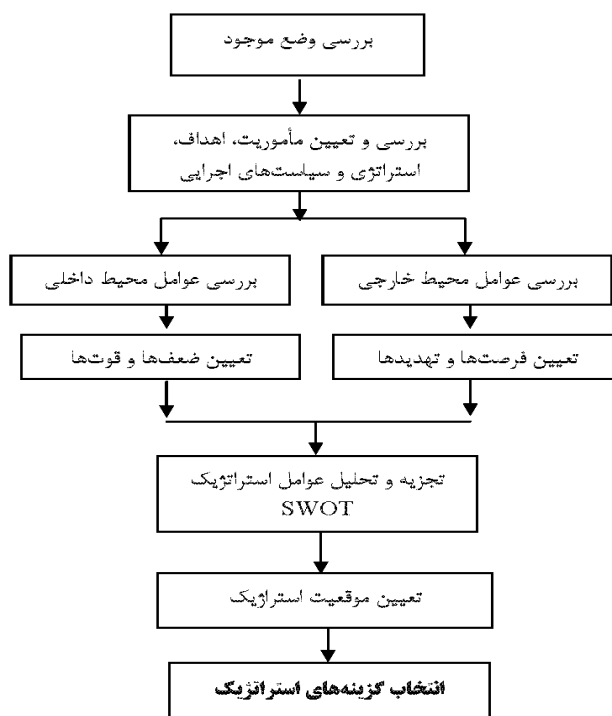 بررسی وضع موجود
بررسی و تعیین مأموریت، اهداف،
استراتژی و سیاست‌های اجرایی
بررسی عوامل محیط خارجی
بررسی عوامل محیط داخلی
تعیین فرصت‌ها و تهدیدها
تعیین ضعف‌ها و قوت‌ها
تجزیه و تحلیل عوامل استراتژیک
SWOT
تعیین موقعیت استراژیک
انتخاب گزینه‌های استراتژیک